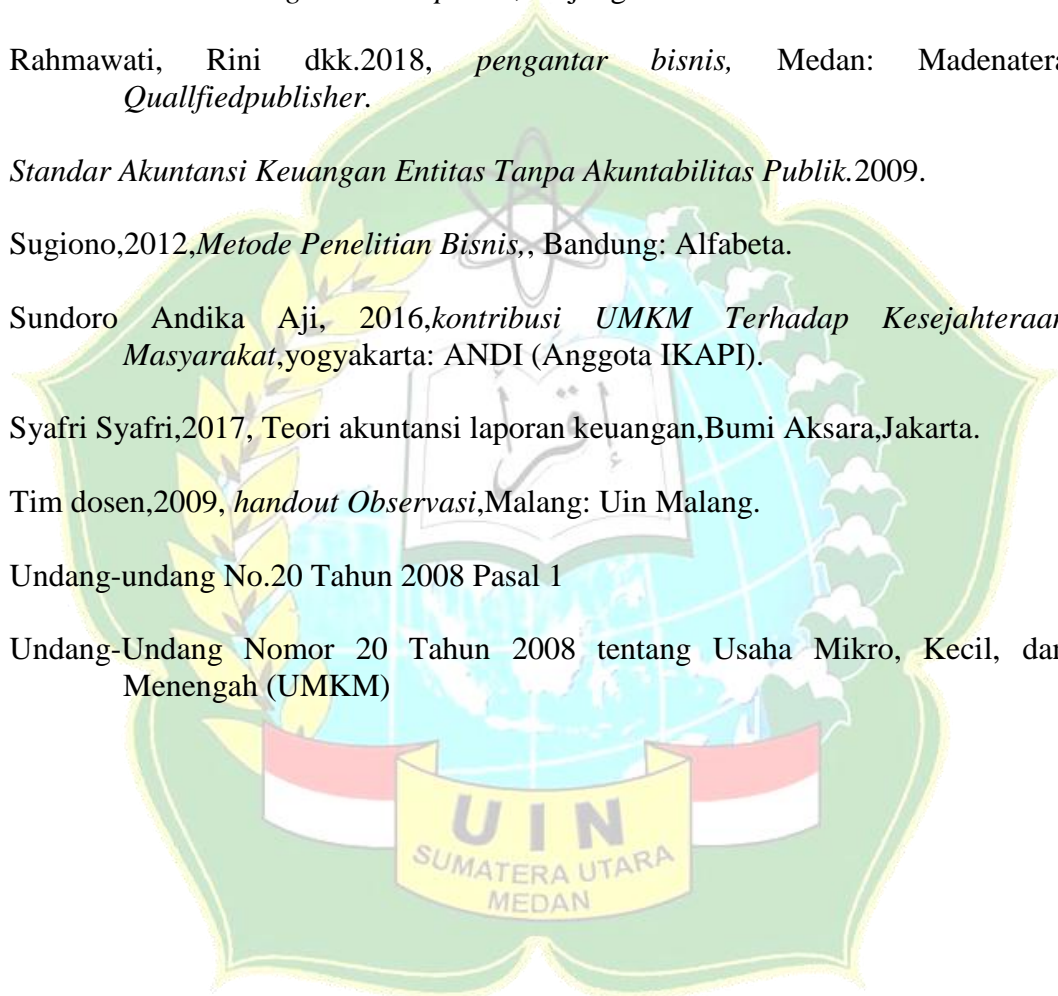 Rahmawati, Rini dkk.2018, pengantar bisnis, Medan: Madenatera
Quallfiedpublisher.
Standar Akuntansi Keuangan Entitas Tanpa Akuntabilitas Publik.2009.
Sugiono,2012,Metode Penelitian Bisnis,, Bandung: Alfabeta.
Sundoro Andika Aji, 2016,kontribusi UMKM Terhadap Kesejahteraan
Masyarakat,yogyakarta: ANDI (Anggota IKAPI).
Syafri Syafri,2017, Teori akuntansi laporan keuangan,Bumi Aksara,Jakarta.
Tim dosen,2009, handout Observasi,Malang: Uin Malang.
Undang-undang No.20 Tahun 2008 Pasal 1
Undang-Undang Nomor 20 Tahun 2008 tentang Usaha Mikro, Kecil, dan
Menengah (UMKM)
إقرأ
UIN
SUMATERA UTARA
MEDAN